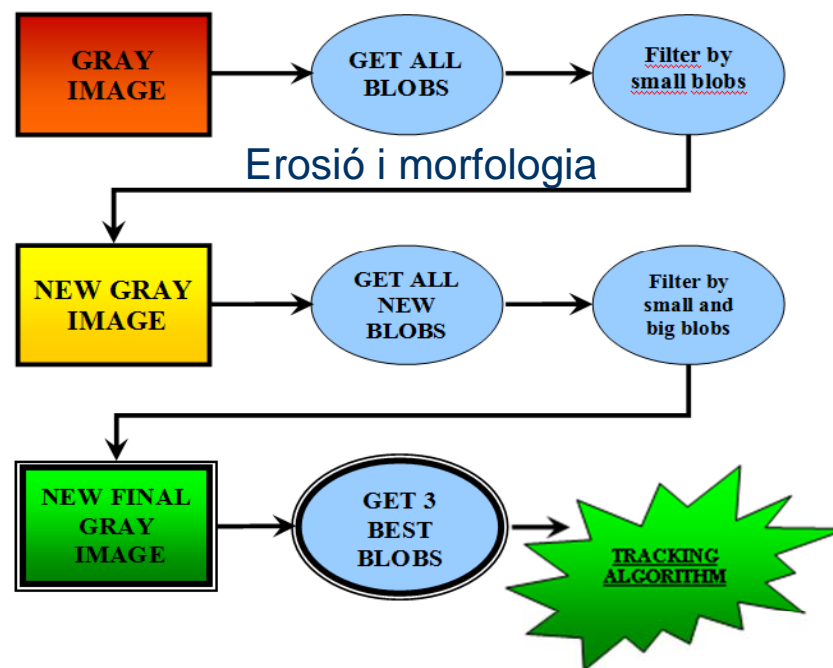 GRAY
IMAGE
GET ALL
BLOBS
Filter by
small blobs
Erosió i morfologia
NEW GRAY
IMAGE
GET ALL
NEW
BLOBS
Filter by
small and
big blobs
NEW FINAL
GRAY
IMAGE
GET 3
BEST
BLOBS
TRACKING
ALGORITHM